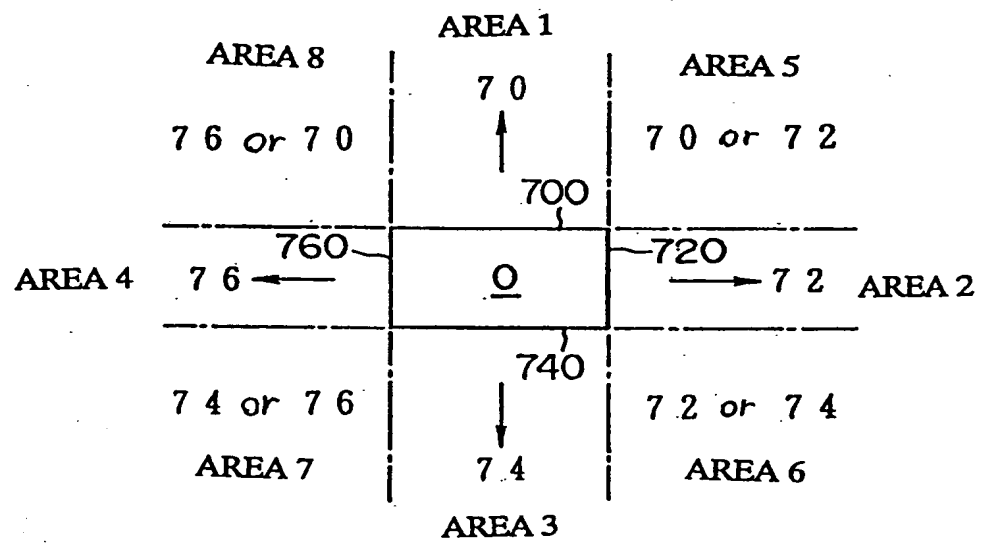 AREA 1
AREA 8
AREA 5
7 0
7 6 or 7 0
7 0 or 7 2
700
760
720
AREA 4
7 6
O
7 2
AREA 2
740
7 4 or 7 6
7 2 or 7 4
AREA 7
7 4
AREA 6
AREA 3